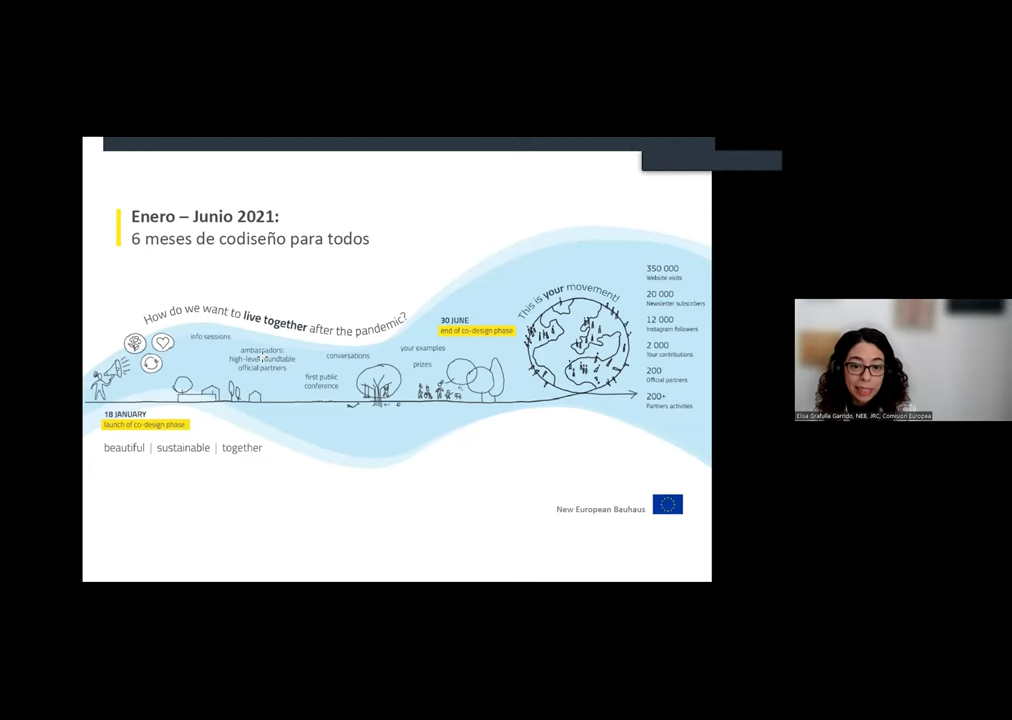 Enero – Junio 2021:
6 meses de codiseño para todos
How do we want to live together after the pandemic?
This is your movement!
info sessions
ambassadors:
high-level roundtable
official partners
conversations
first public
conference
your examples
prizes
30 JUNE
end of co-design phase
18 JANUARY
launch of co-design phase
beautiful | sustainable | together
350 000
Website visits
20 000
Newsletter subscribers
12 000
Instagram followers
2 000
Your contributions
200
Official partners
200+
Partners activities
New European Bauhaus
Elisa Grafulla Garrido, NEB, JRC, Comisión Europea